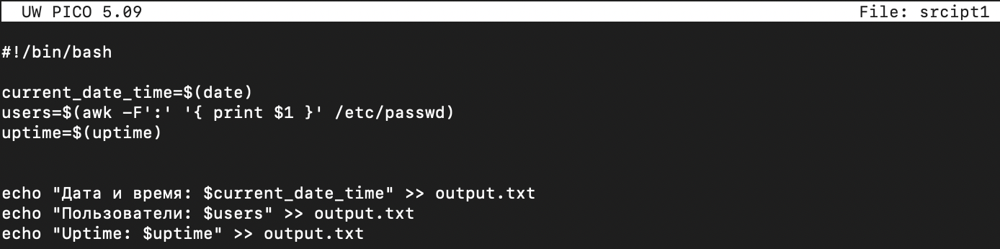 UW PICO 5.09 File: srcipt1
#!/bin/bash
current_date_time=$(date)
users=$(awk -F':' '{ print $1 }' /etc/passwd)
uptime=$(uptime)
echo "Дата и время: $current_date_time" >> output.txt
echo "Пользователи: $users" >> output.txt
echo "Uptime: $uptime" >> output.txt